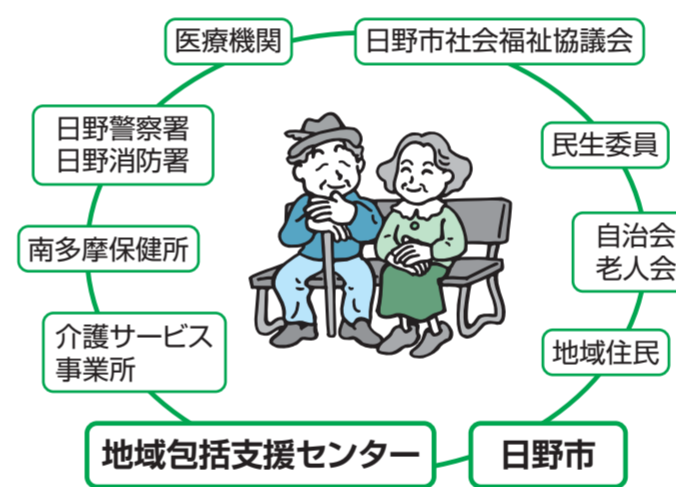 医療機関
日野市社会福祉協議会
日野警察署
日野消防署
民生委員
南多摩保健所
自治会
老人会
介護サービス
事業所
地域住民
地域包括支援センター
日野市